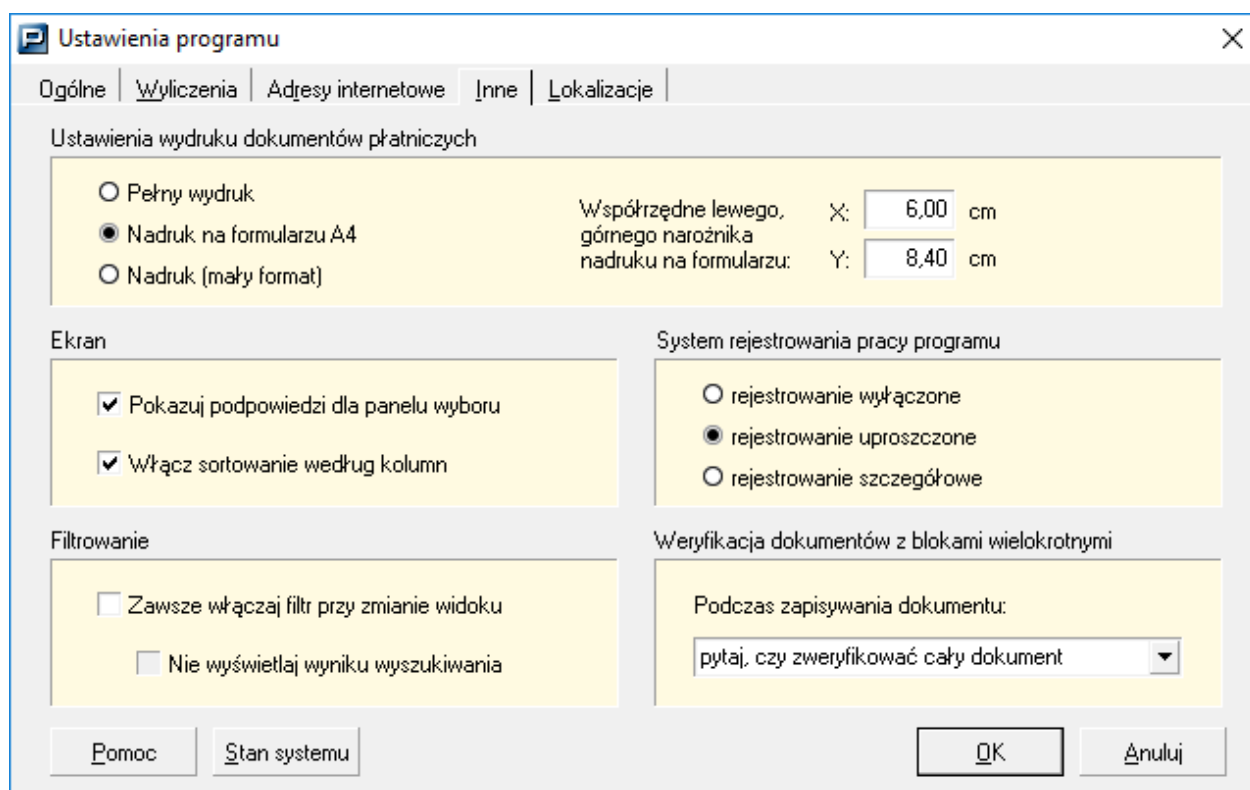 Ustawienia programu
Ogólne Wyliczenia Adresy internetowe Inne Lokalizacje
Ustawienia wydruku dokumentów płatniczych
Pełny wydruk
Nadruk na formularzu A4
Nadruk (mały format)
Współrzędne lewego,
górnego narożnika
nadruku na formularzu:
X: 6,00 cm
Y: 8,40 cm
Ekran
Pokazuj podpowiedzi dla panelu wyboru
Włącz sortowanie według kolumn
System rejestrowania pracy programu
rejestrowanie wyłączone
rejestrowanie uproszczone
rejestrowanie szczegółowe
Filtrowanie
Zawsze włączaj filtr przy zmianie widoku
Nie wyświetlaj wyniku wyszukiwania
Weryfikacja dokumentów z blokami wielokrotnymi
Podczas zapisywania dokumentu:
pytaj, czy zweryfikować cały dokument
Pomoc Stan systemu OK Anuluj